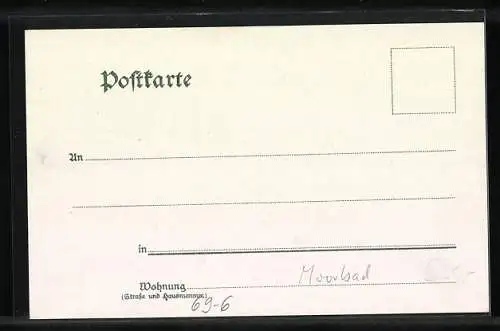 Postkarte
An
in
Wohnung
(Straße und Hausnummer)
Moorbad
69-6